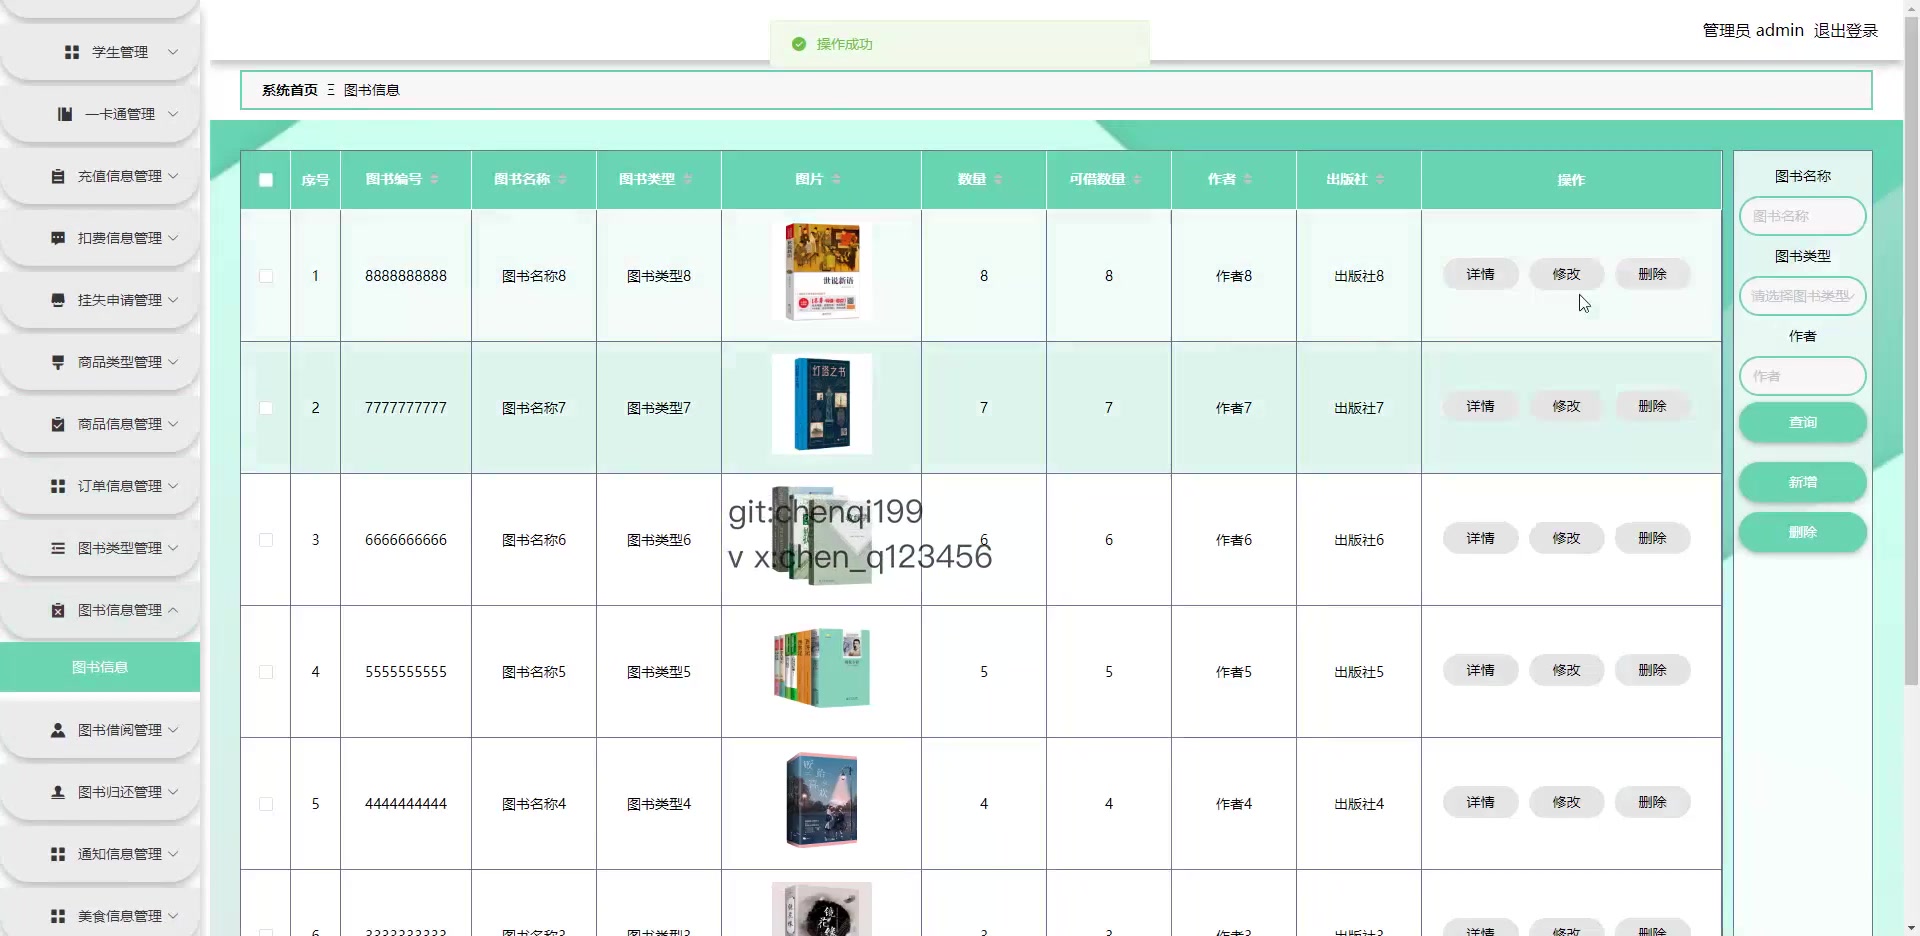 操作成功
管理员 admin 退出登录
系统首页 Ξ 图书信息
学生管理
一卡通管理
充值信息管理
扣费信息管理
挂失申请管理
商品类型管理
商品信息管理
订单信息管理
图书类型管理
图书信息管理
图书信息
图书借阅管理
图书归还管理
通知信息管理
美食信息管理
序号 图书编号 图书名称 图书类型 图片 数量 可借数量 作者 出版社 操作
1 8888888888 图书名称8 图书类型8 世说新语 8 8 作者8 出版社8 详情 修改 删除
2 7777777777 图书名称7 图书类型7 灯塔之书 7 7 作者7 出版社7 详情 修改 删除
3 6666666666 图书名称6 图书类型6 6 6 作者6 出版社6 详情 修改 删除
git:chenqi199
v x:chen_q123456
4 5555555555 图书名称5 图书类型5 5 5 作者5 出版社5 详情 修改 删除
5 4444444444 图书名称4 图书类型4 4 4 作者4 出版社4 详情 修改 删除
6 3333333333 图书名称3 图书类型3 镜花缘 3 3 作者3 出版社3 详情 修改 删除
图书名称
图书名称
图书类型
请选择图书类型
作者
作者
查询
新增
删除